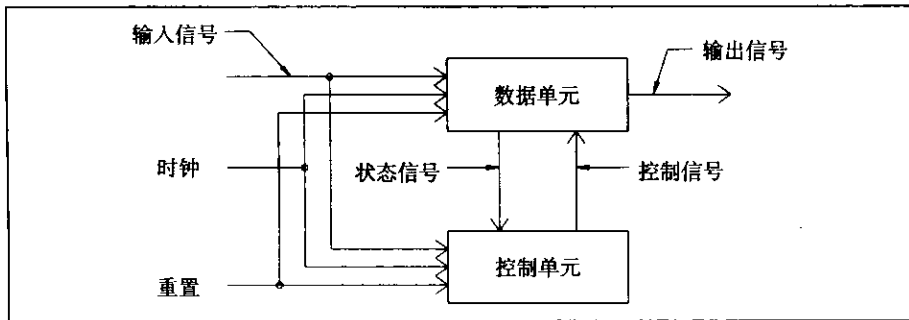 输入信号
输出信号
数据单元
时钟
状态信号
控制信号
控制单元
重置